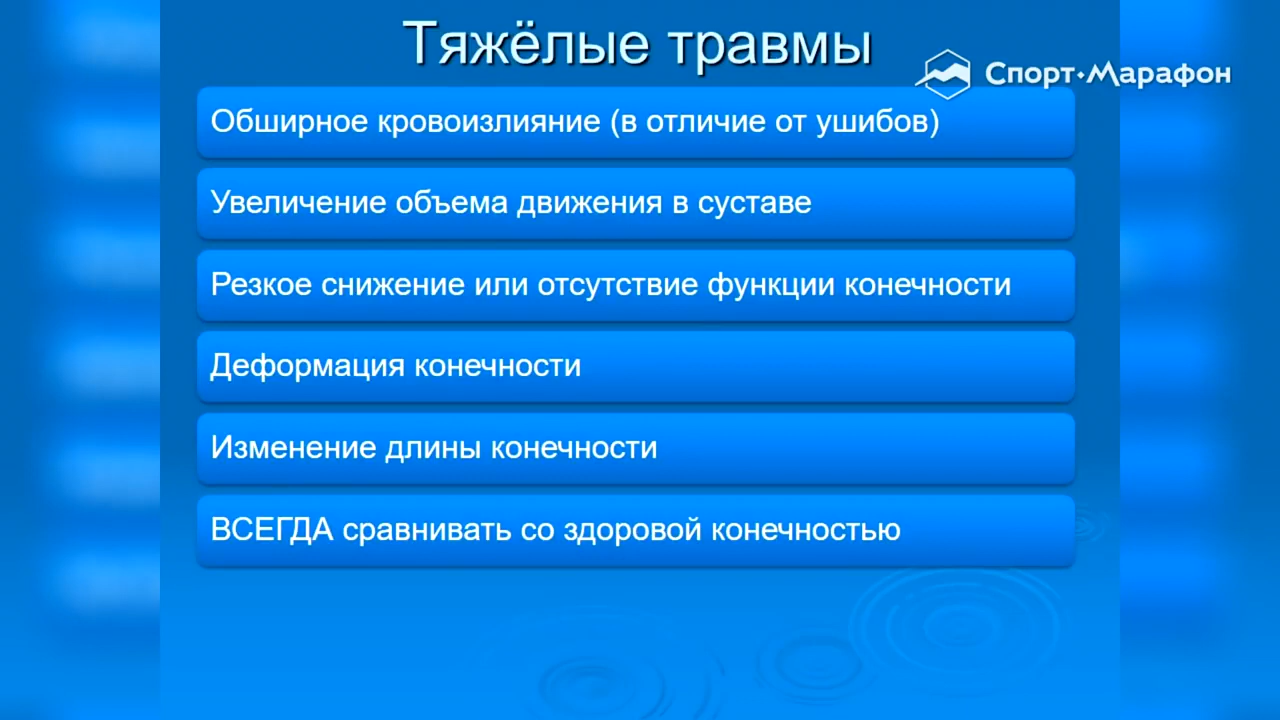 Тяжёлые травмы
Спорт-Марафон
Обширное кровоизлияние (в отличие от ушибов)
Увеличение объема движения в суставе
Резкое снижение или отсутствие функции конечности
Деформация конечности
Изменение длины конечности
ВСЕГДА сравнивать со здоровой конечностью